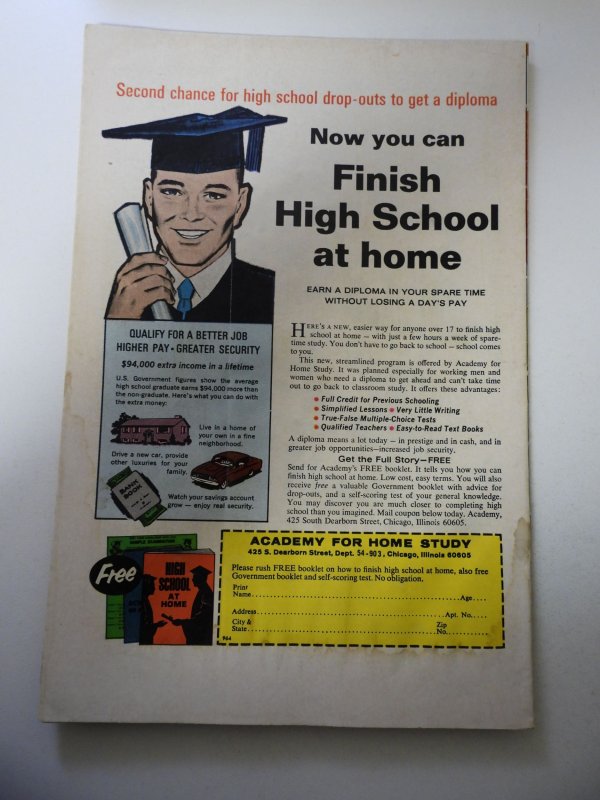 Second chance for high school drop-outs to get a diploma
Now you can
Finish
High School
at home
EARN A DIPLOMA IN YOUR SPARE TIME
WITHOUT LOSING A DAY'S PAY
QUALIFY FOR A BETTER JOB
HIGHER PAY • GREATER SECURITY
$94,000 extra income in a lifetime
U.S. Government figures show the average
high school graduate earns $94,000 more than
the non-graduate. Here's what you can do with
the extra money:
Live in a home of
your own in a fine
neighborhood.
Drive a new car, provide
other luxuries for your
family.
BANK
BOOK
Watch your savings account
grow — enjoy real security.
HERE'S A NEW, easier way for anyone over 17 to finish high
school at home — with just a few hours a week of spare-
time study. You don't have to go back to school — school comes
to you.
This new, streamlined program is offered by Academy for
Home Study. It was planned especially for working men and
women who need a diploma to get ahead and can't take time
out to go back to classroom study. It offers these advantages:
• Full Credit for Previous Schooling
• Simplified Lessons • Very Little Writing
• True-False Multiple-Choice Tests
• Qualified Teachers • Easy-to-Read Text Books
A diploma means a lot today — in prestige and in cash, and in
greater job opportunities—increased job security.
Get the Full Story—FREE
Send for Academy's FREE booklet. It tells you how you can
finish high school at home. Low cost, easy terms. You will also
receive free a valuable Government booklet with advice for
drop-outs, and a self-scoring test of your general knowledge.
You may discover you are much closer to completing high
school than you imagined. Mail coupon below today. Academy,
425 South Dearborn Street, Chicago, Illinois 60605.
Free
HIGH
SCHOOL
AT
HOME
ACADEMY FOR HOME STUDY
425 S. Dearborn Street, Dept. 54-903, Chicago, Illinois 60605
Please rush FREE booklet on how to finish high school at home, also free
Government booklet and self-scoring test. No obligation.
Print
Name Age
Address Apt. No.
City & Zip
State No.
964